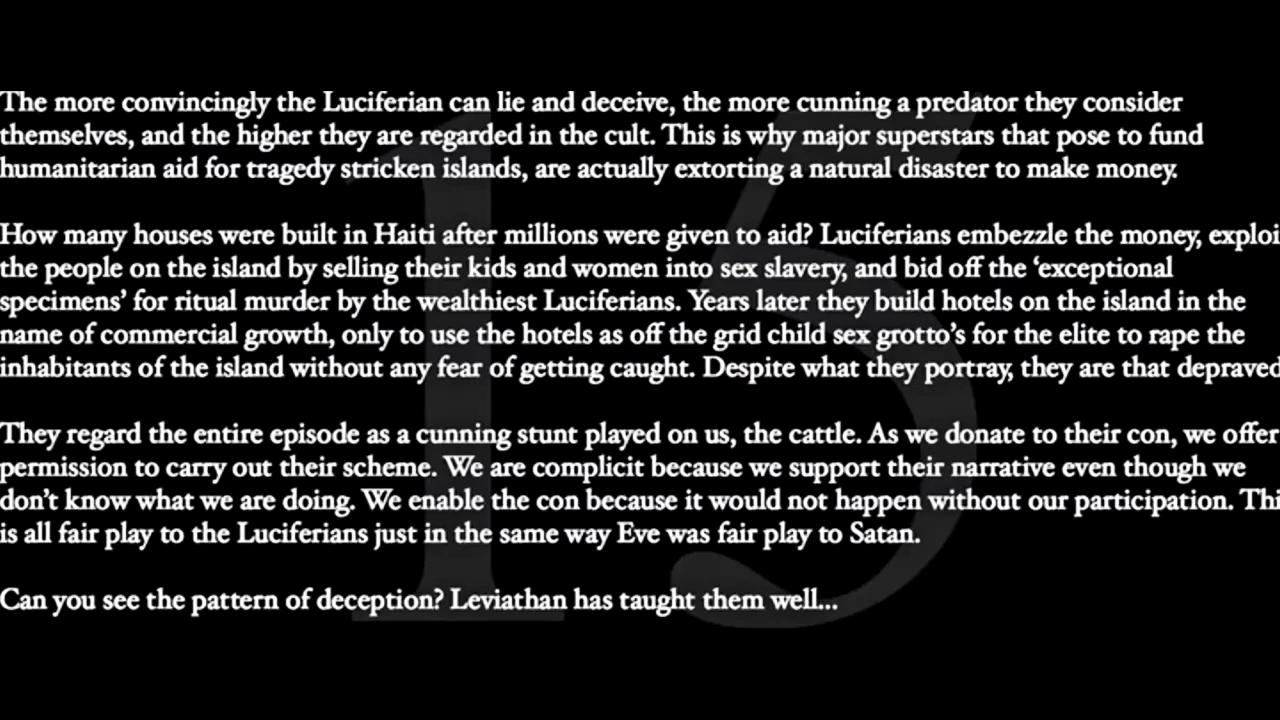 The more convincingly the Luciferian can lie and deceive, the more cunning a predator they consider
themselves, and the higher they are regarded in the cult. This is why major superstars that pose to fund
humanitarian aid for tragedy stricken islands, are actually extorting a natural disaster to make money.
How many houses were built in Haiti after millions were given to aid? Luciferians embezzle the money, exploi
the people on the island by selling their kids and women into sex slavery, and bid off the ‘exceptional
specimens’ for ritual murder by the wealthiest Luciferians. Years later they build hotels on the island in the
name of commercial growth, only to use the hotels as off the grid child sex grotto’s for the elite to rape the
inhabitants of the island without any fear of getting caught. Despite what they portray, they are that depraved
They regard the entire episode as a cunning stunt played on us, the cattle. As we donate to their con, we offer
permission to carry out their scheme. We are complicit because we support their narrative even though we
don’t know what we are doing. We enable the con because it would not happen without our participation. Thi
is all fair play to the Luciferians just in the same way Eve was fair play to Satan.
Can you see the pattern of deception? Leviathan has taught them well...
15